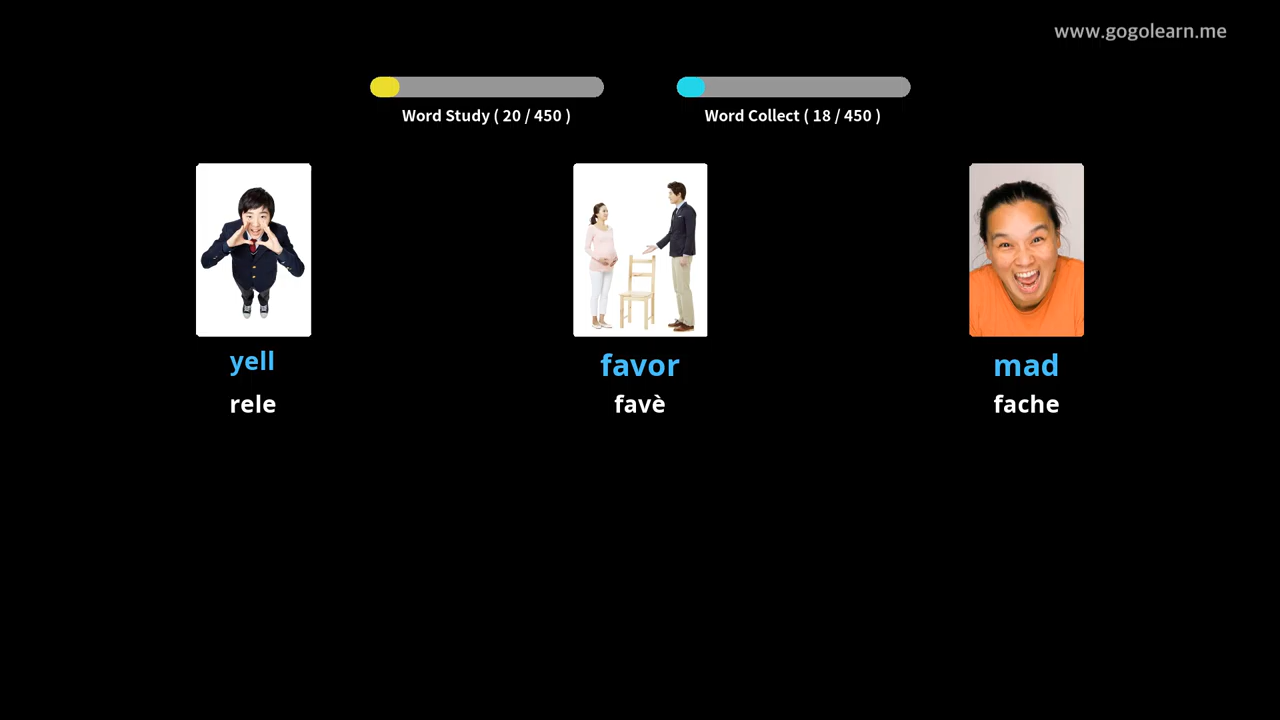 www.gogolearn.me
Word Study ( 20 / 450 )
Word Collect ( 18 / 450 )
yell
favor
mad
rele
favè
fache